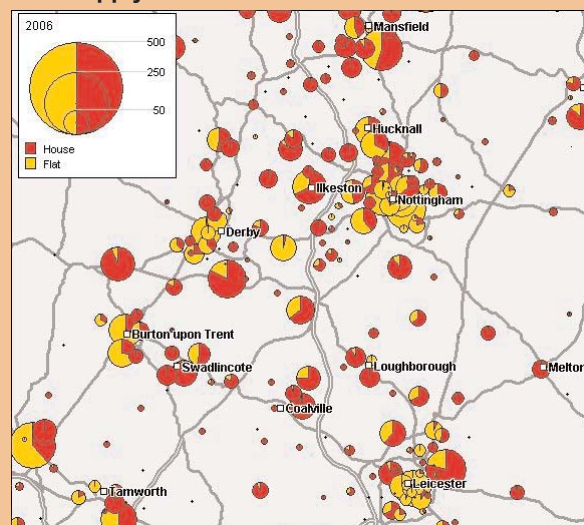 2006
500
250
50
House
Flat
Mansfield
Hucknall
Ilkeston
Nottingham
Derby
Burton upon Trent
Swadlincote
Loughborough
Melton
Coalville
Leicester
Tamworth